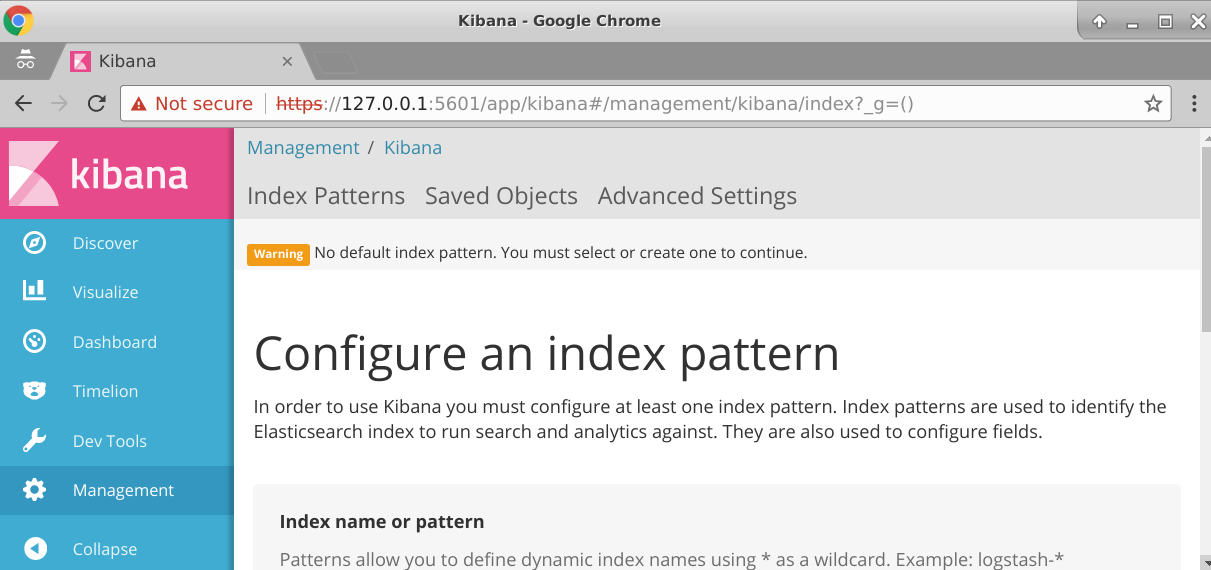 Kibana - Google Chrome
Kibana
Not secure https://127.0.0.1:5601/app/kibana#/management/kibana/index?_g=()
kibana
Discover
Visualize
Dashboard
Timelion
Dev Tools
Management
Collapse
Management / Kibana
Index Patterns Saved Objects Advanced Settings
Warning No default index pattern. You must select or create one to continue.
Configure an index pattern
In order to use Kibana you must configure at least one index pattern. Index patterns are used to identify the
Elasticsearch index to run search and analytics against. They are also used to configure fields.
Index name or pattern
Patterns allow you to define dynamic index names using * as a wildcard. Example: logstash-*